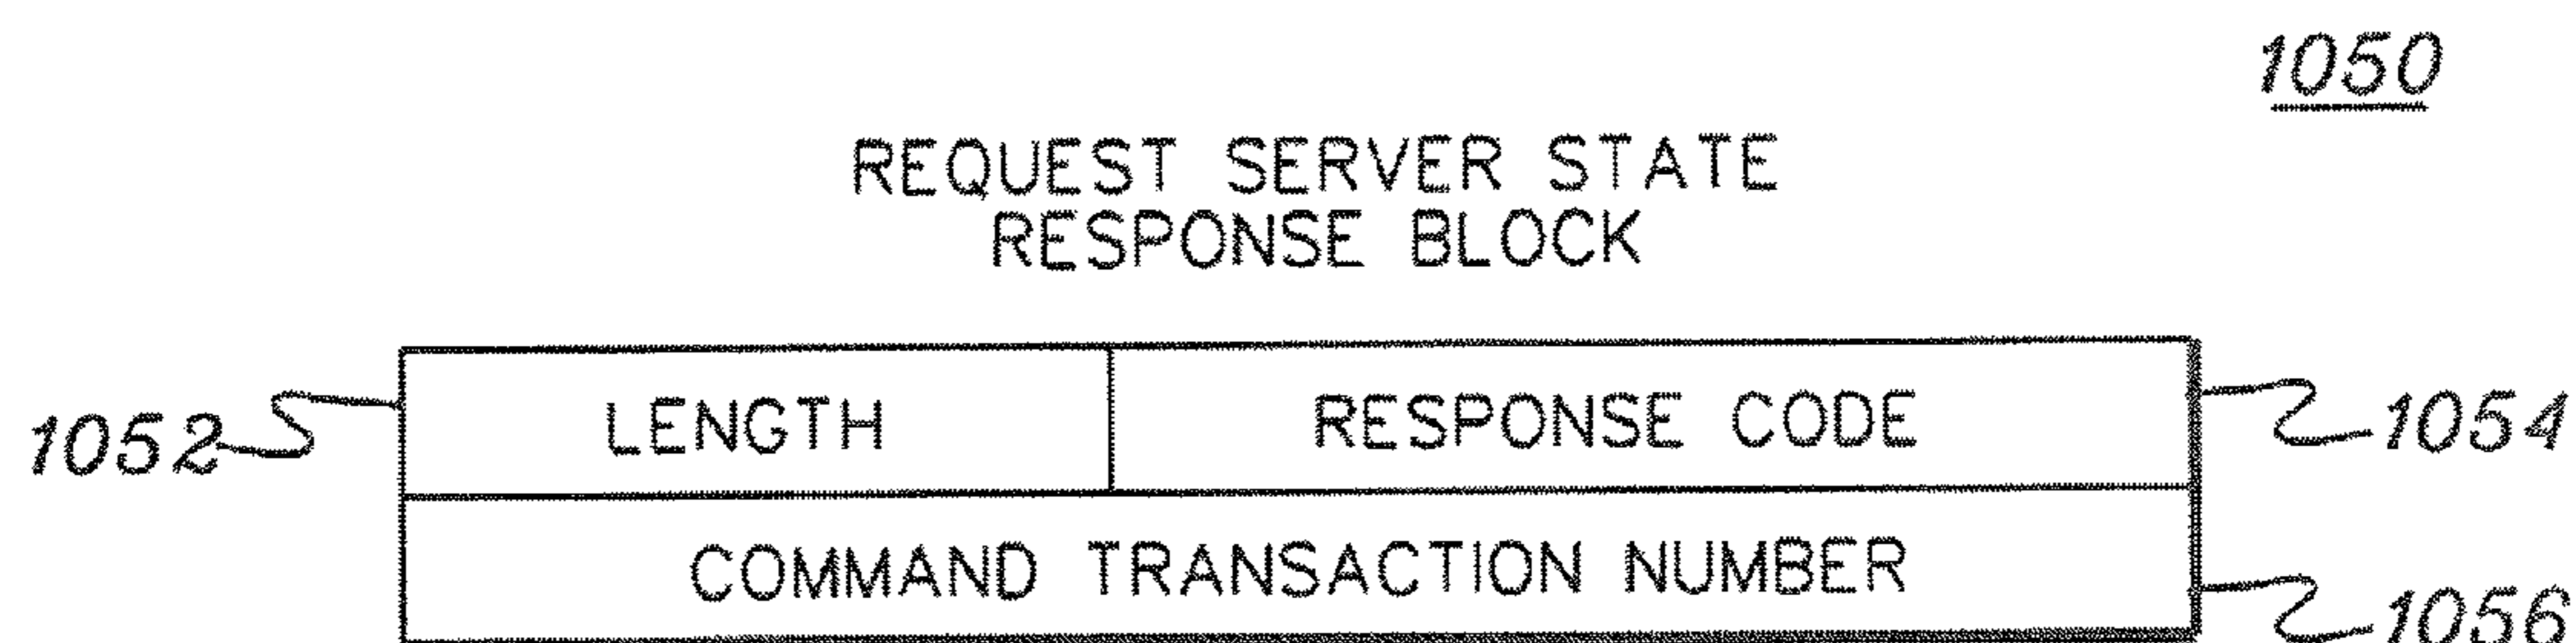 1050
REQUEST SERVER STATE
RESPONSE BLOCK
1052 LENGTH RESPONSE CODE 1054
COMMAND TRANSACTION NUMBER 1056